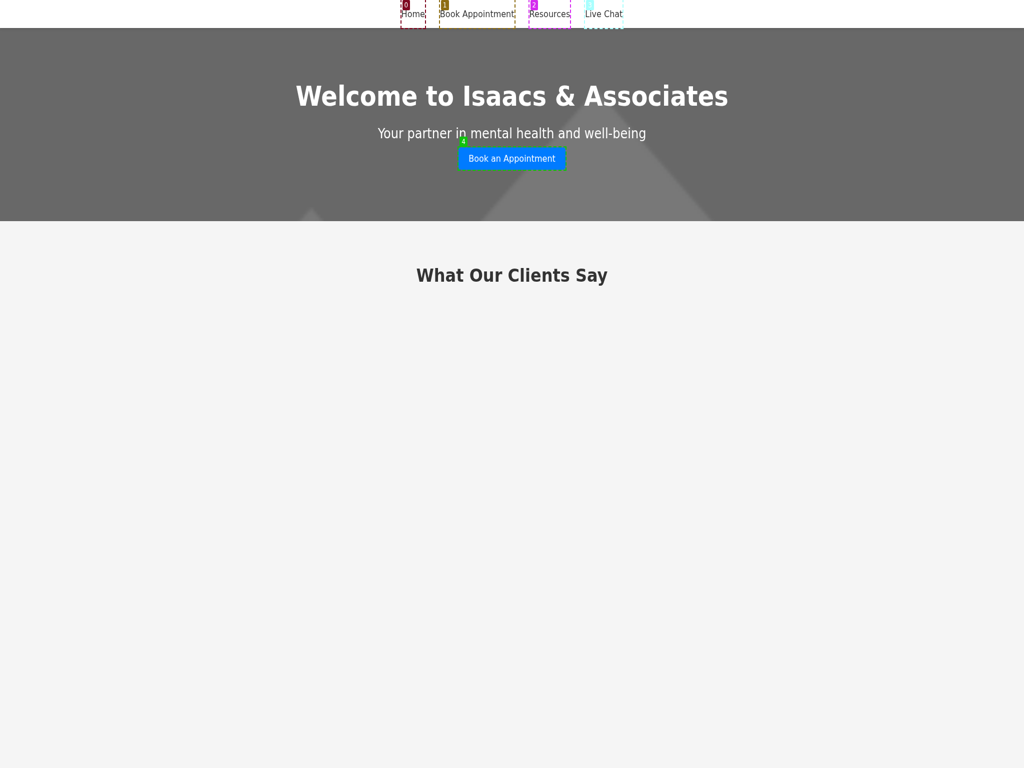 0 1 2
Home Book Appointment Resources Live Chat
Welcome to Isaacs & Associates
Your partner in mental health and well-being
4
Book an Appointment
What Our Clients Say